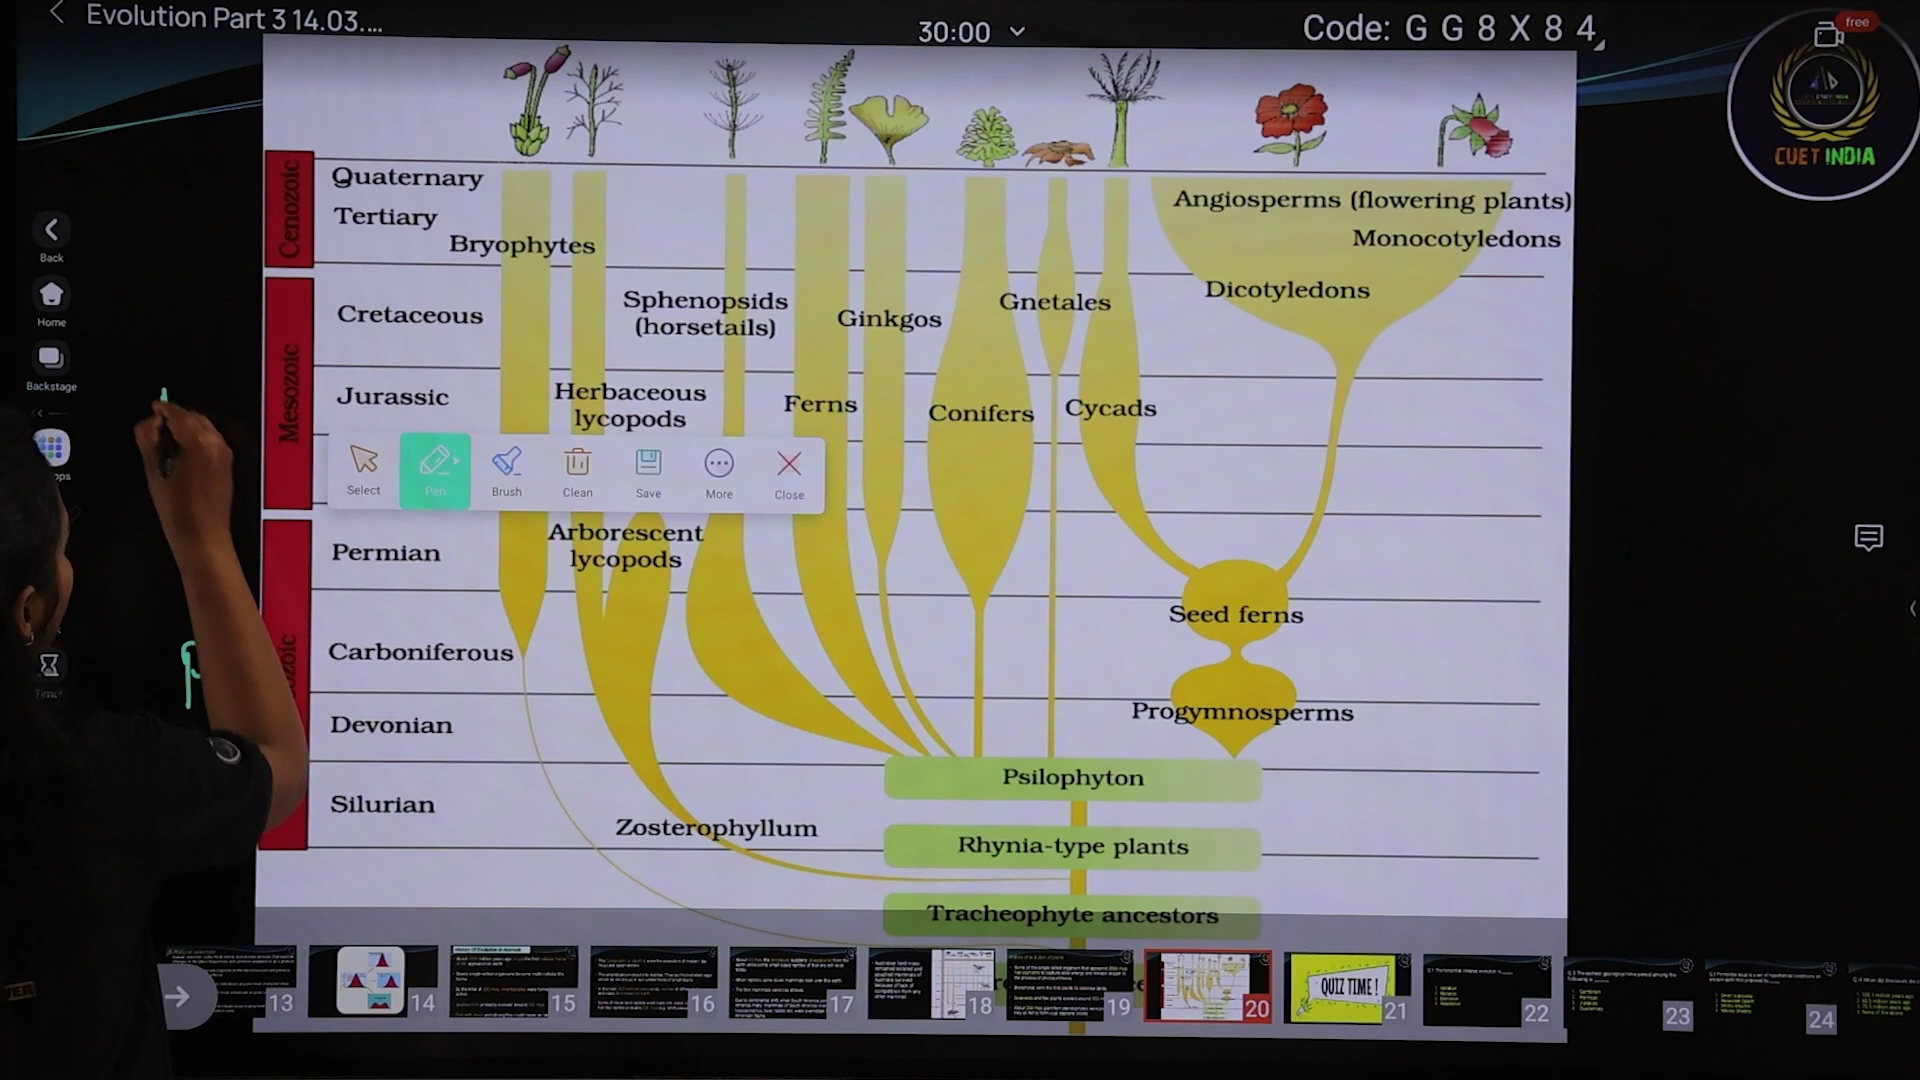 Evolution Part 3 14.03....
30:00
Code: G G 8 X 8 4
free
CUET INDIA
Cenozoic
Quaternary
Tertiary
Bryophytes
Angiosperms (flowering plants)
Monocotyledons
Dicotyledons
Mesozoic
Cretaceous
Sphenopsids
(horsetails)
Ginkgos
Gnetales
Jurassic
Herbaceous
lycopods
Ferns
Conifers
Cycads
Back
Home
Backstage
Select
Pen
Brush
Clean
Save
More
Close
Permian
Arborescent
lycopods
Seed ferns
Carboniferous
Devonian
Progymnosperms
Psilophyton
Silurian
Zosterophyllum
Rhynia-type plants
Tracheophyte ancestors
13
14
15
16
17
18
19
20
QUIZ TIME !
21
22
23
24